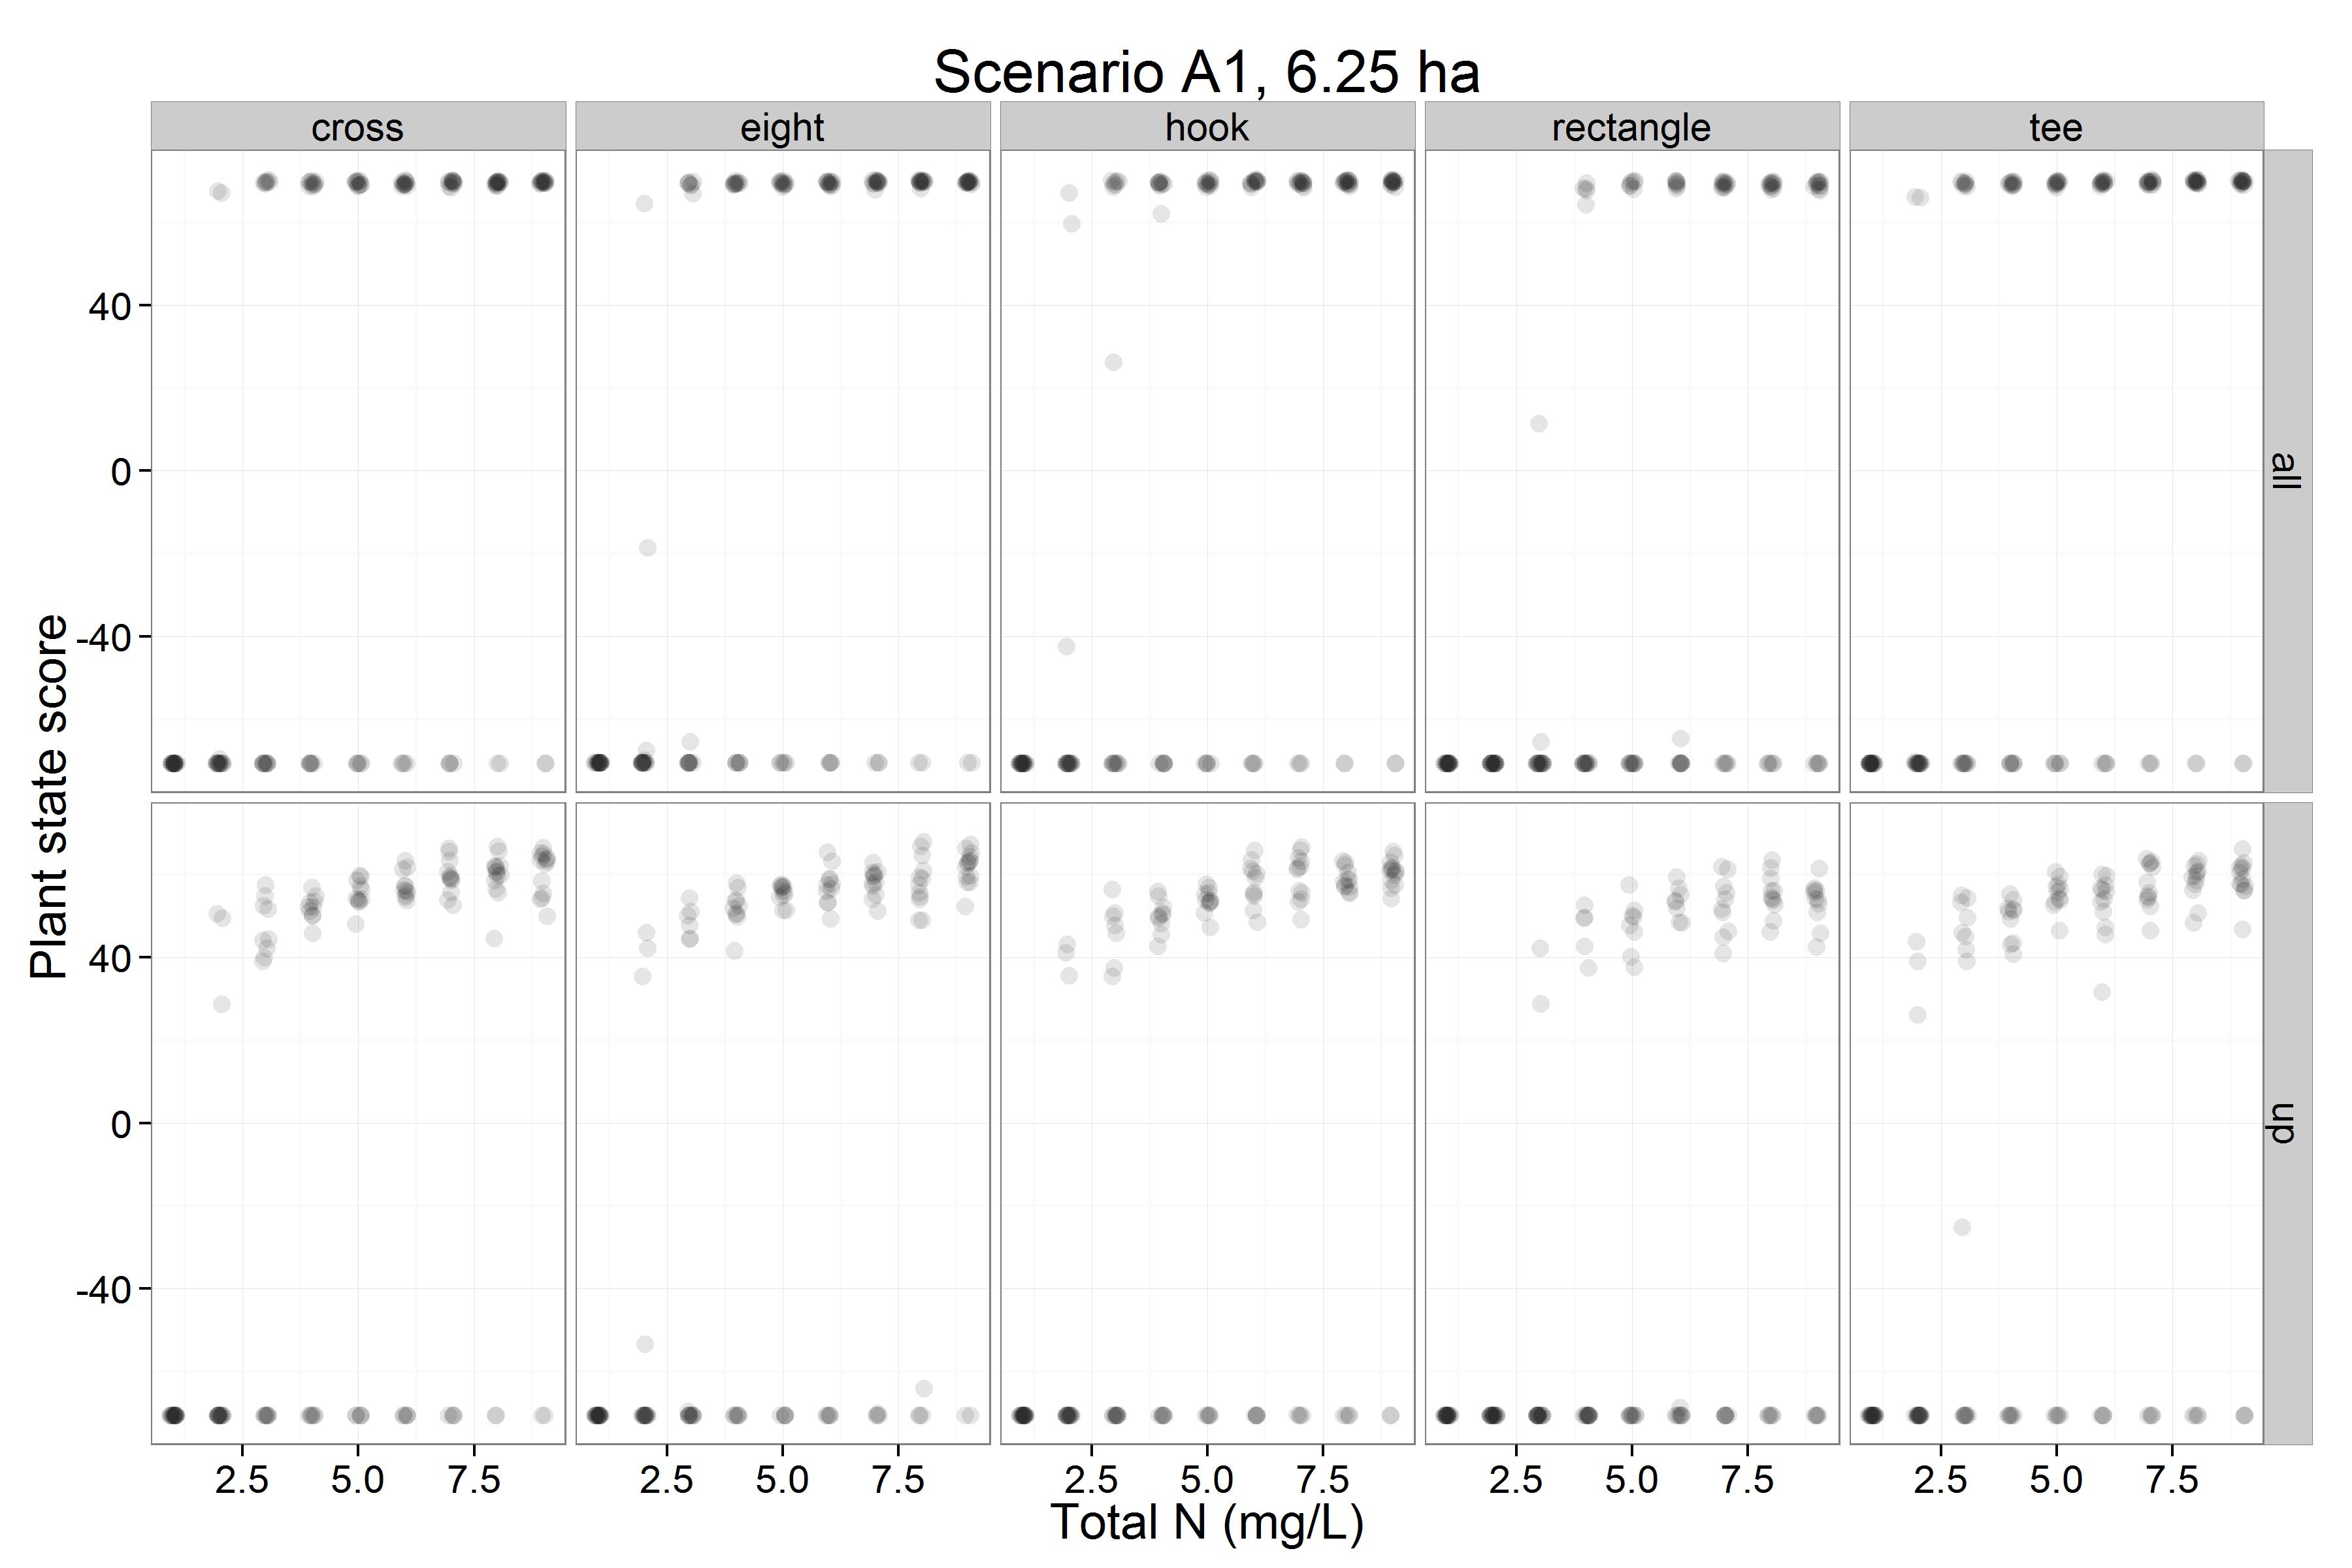 Scenario A1, 6.25 ha
cross eight hook rectangle tee
40
0
-40
all
40
0
-40
up
Plant state score
2.5 5.0 7.5 2.5 5.0 7.5 2.5 5.0 7.5 2.5 5.0 7.5 2.5 5.0 7.5
Total N (mg/L)